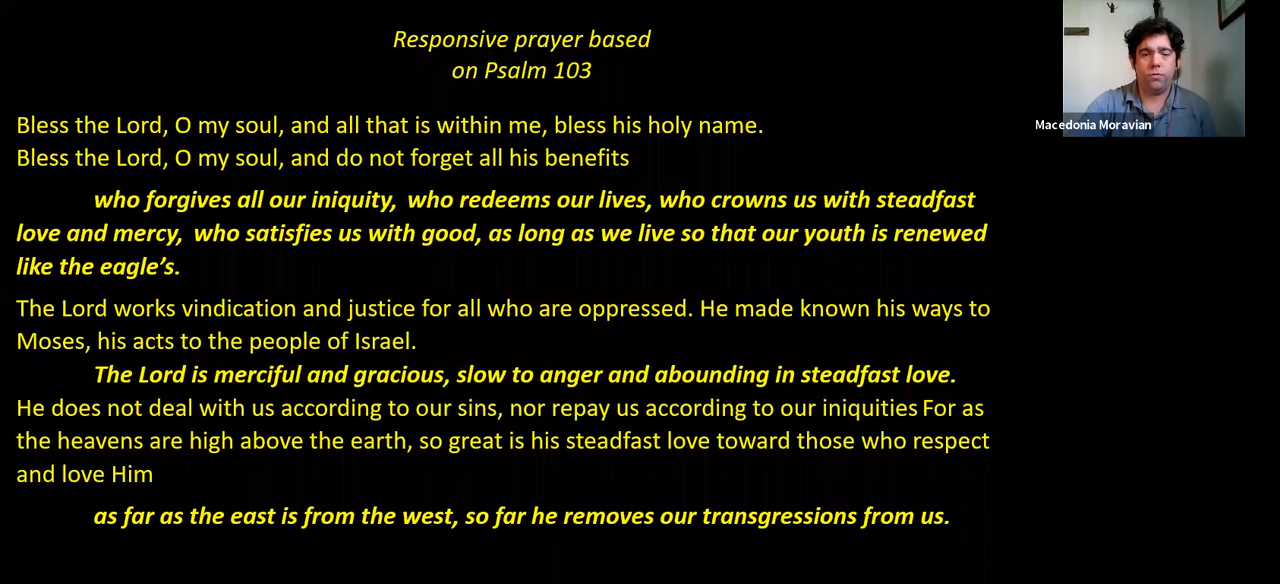 Responsive prayer based
on Psalm 103
Bless the Lord, O my soul, and all that is within me, bless his holy name.
Bless the Lord, O my soul, and do not forget all his benefits
who forgives all our iniquity, who redeems our lives, who crowns us with steadfast
love and mercy, who satisfies us with good, as long as we live so that our youth is renewed
like the eagle’s.
The Lord works vindication and justice for all who are oppressed. He made known his ways to
Moses, his acts to the people of Israel.
The Lord is merciful and gracious, slow to anger and abounding in steadfast love.
He does not deal with us according to our sins, nor repay us according to our iniquities For as
the heavens are high above the earth, so great is his steadfast love toward those who respect
and love Him
as far as the east is from the west, so far he removes our transgressions from us.
Macedonia Moravian